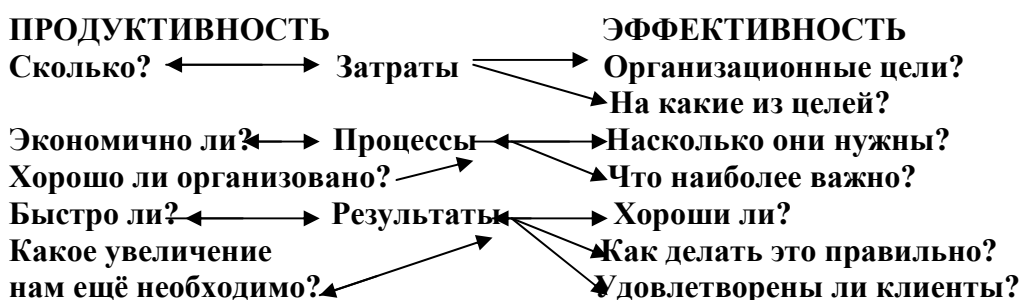 ПРОДУКТИВНОСТЬ ЭФФЕКТИВНОСТЬ
Сколько? Затраты Организационные цели?
На какие из целей?
Экономично ли? Процессы Насколько они нужны?
Хорошо ли организовано? Что наиболее важно?
Быстро ли? Результаты Хороши ли?
Какое увеличение Как делать это правильно?
нам ещё необходимо? Удовлетворены ли клиенты?